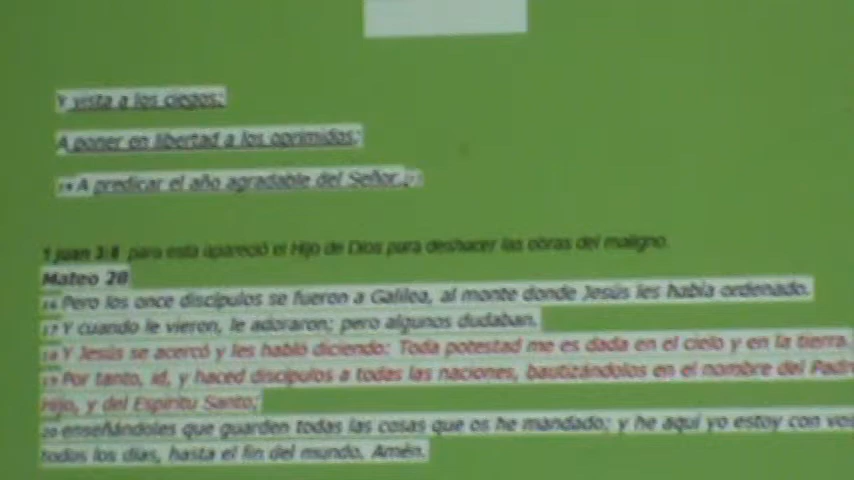 Y vista a los ciegos;
A poner en libertad a los oprimidos;
19 A predicar el año agradable del Señor.
1 juan 3:8 para esta apareció el Hijo de Dios para deshacer las obras del maligno.
Mateo 28
16 Pero los once discípulos se fueron a Galilea, al monte donde Jesús les había ordenado.
17 Y cuando le vieron, le adoraron; pero algunos dudaban.
18 Y Jesús se acercó y les habló diciendo: Toda potestad me es dada en el cielo y en la tierra.
19 Por tanto, id, y haced discípulos a todas las naciones, bautizándolos en el nombre del Padr
Hijo, y del Espíritu Santo;
20 enseñándoles que guarden todas las cosas que os he mandado; y he aquí yo estoy con vos
todos los días, hasta el fin del mundo. Amén.